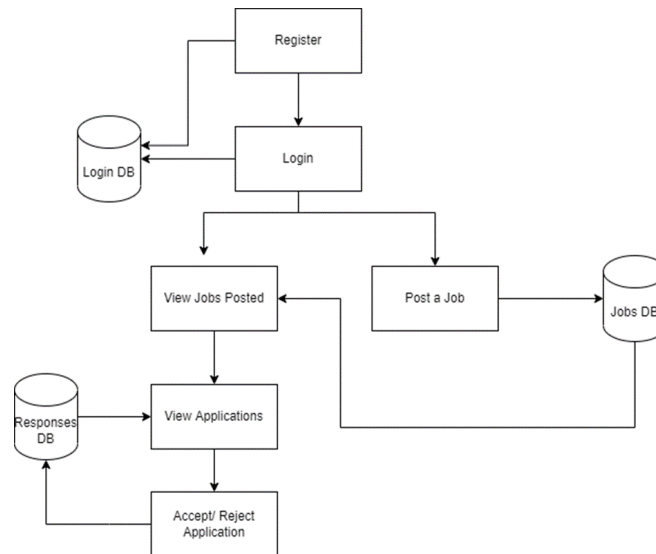 Register
Login
Login DB
View Jobs Posted
Post a Job
Jobs DB
Responses
DB
View Applications
Accept/ Reject
Application